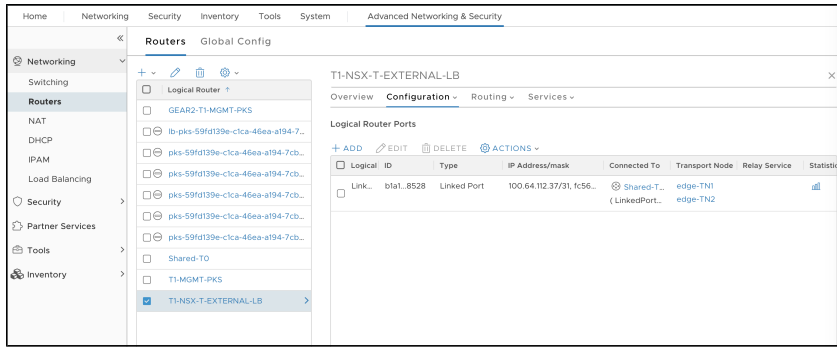 Home Networking Security Inventory Tools System Advanced Networking & Security
«
Routers Global Config
Networking
Switching
Routers
NAT
DHCP
IPAM
Load Balancing
Security
Partner Services
Tools
Inventory
Logical Router ↑
GEAR2-T1-MGMT-PKS
lb-pks-59fd139e-c1ca-46ea-a194-7...
pks-59fd139e-c1ca-46ea-a194-7cb...
pks-59fd139e-c1ca-46ea-a194-7cb...
pks-59fd139e-c1ca-46ea-a194-7cb...
pks-59fd139e-c1ca-46ea-a194-7cb...
pks-59fd139e-c1ca-46ea-a194-7cb...
Shared-T0
T1-MGMT-PKS
T1-NSX-T-EXTERNAL-LB
T1-NSX-T-EXTERNAL-LB
Overview Configuration Routing Services
Logical Router Ports
+ ADD EDIT DELETE ACTIONS
Logical ID Type IP Address/mask Connected To Transport Node Relay Service Statistic
Link... b1a1...8528 Linked Port 100.64.112.37/31, fc56... Shared-T... edge-TN1
( LinkedPort... edge-TN2